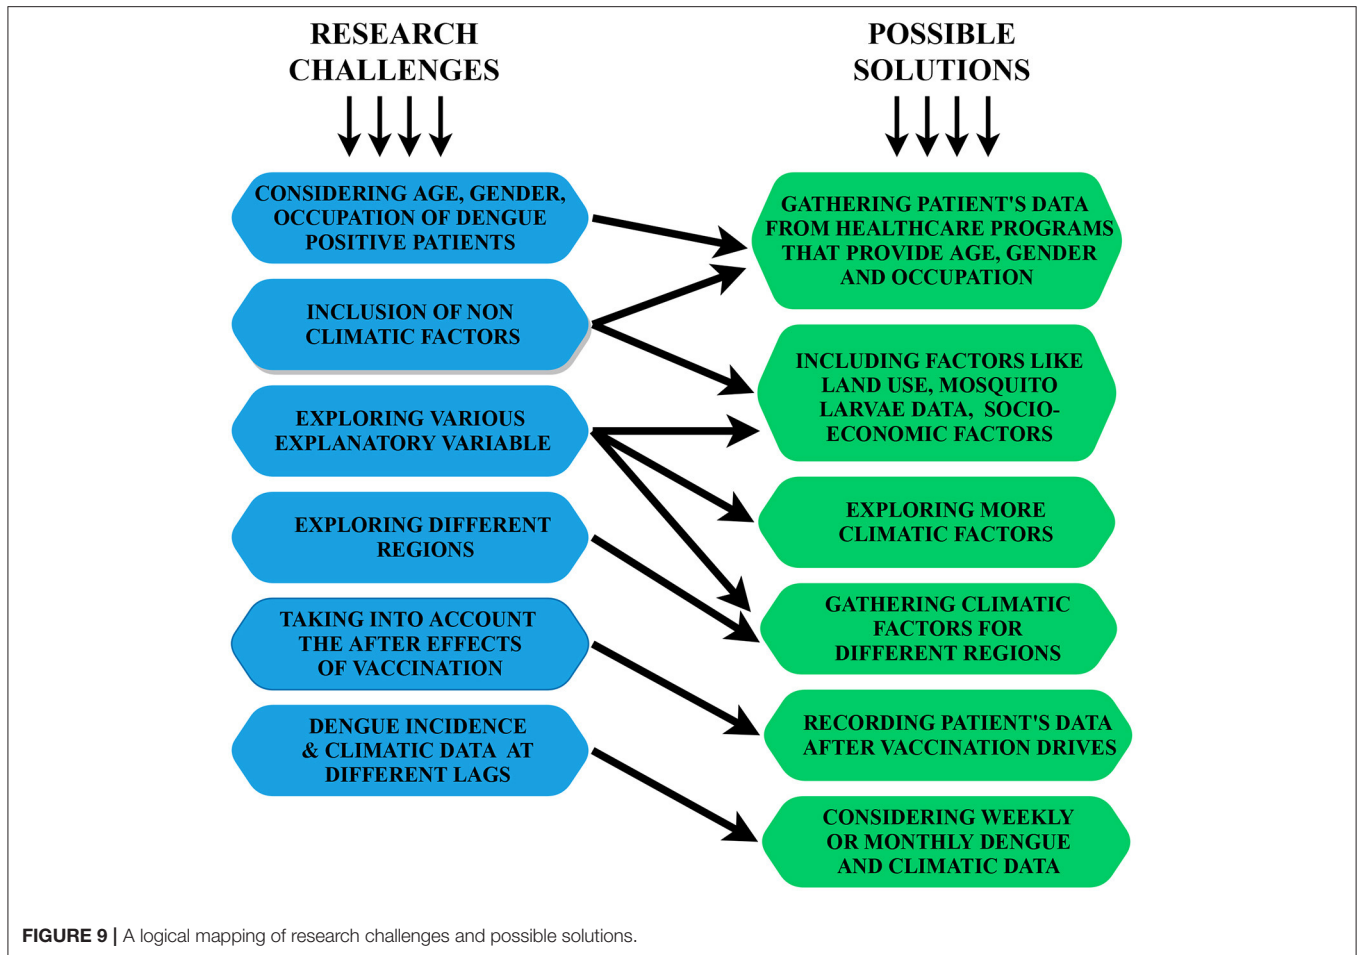 RESEARCH
CHALLENGES
POSSIBLE
SOLUTIONS
CONSIDERING AGE, GENDER,
OCCUPATION OF DENGUE
POSITIVE PATIENTS
INCLUSION OF NON
CLIMATIC FACTORS
EXPLORING VARIOUS
EXPLANATORY VARIABLE
EXPLORING DIFFERENT
REGIONS
TAKING INTO ACCOUNT
THE AFTER EFFECTS
OF VACCINATION
DENGUE INCIDENCE
& CLIMATIC DATA AT
DIFFERENT LAGS
GATHERING PATIENT'S DATA
FROM HEALTHCARE PROGRAMS
THAT PROVIDE AGE, GENDER
AND OCCUPATION
INCLUDING FACTORS LIKE
LAND USE, MOSQUITO
LARVAE DATA, SOCIO-
ECONOMIC FACTORS
EXPLORING MORE
CLIMATIC FACTORS
GATHERING CLIMATIC
FACTORS FOR
DIFFERENT REGIONS
RECORDING PATIENT'S DATA
AFTER VACCINATION DRIVES
CONSIDERING WEEKLY
OR MONTHLY DENGUE
AND CLIMATIC DATA
FIGURE 9 | A logical mapping of research challenges and possible solutions.